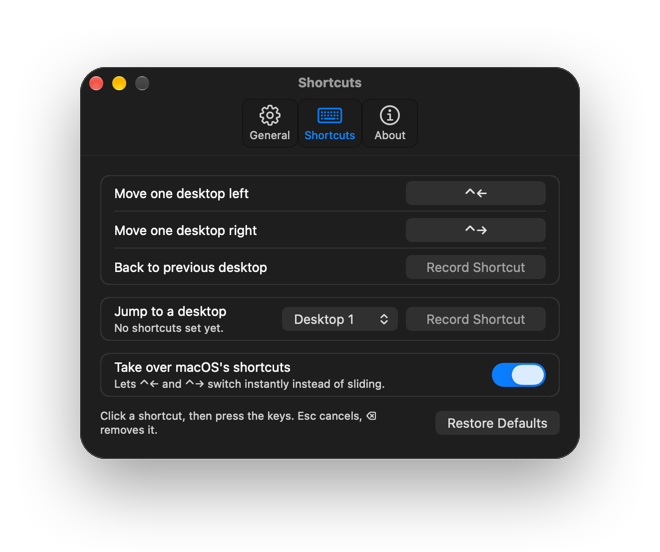 Shortcuts
General
Shortcuts
About
Move one desktop left
^←
Move one desktop right
^→
Back to previous desktop
Record Shortcut
Jump to a desktop
No shortcuts set yet.
Desktop 1
Record Shortcut
Take over macOS's shortcuts
Lets ^← and ^→ switch instantly instead of sliding.
Click a shortcut, then press the keys. Esc cancels, ⌫
removes it.
Restore Defaults